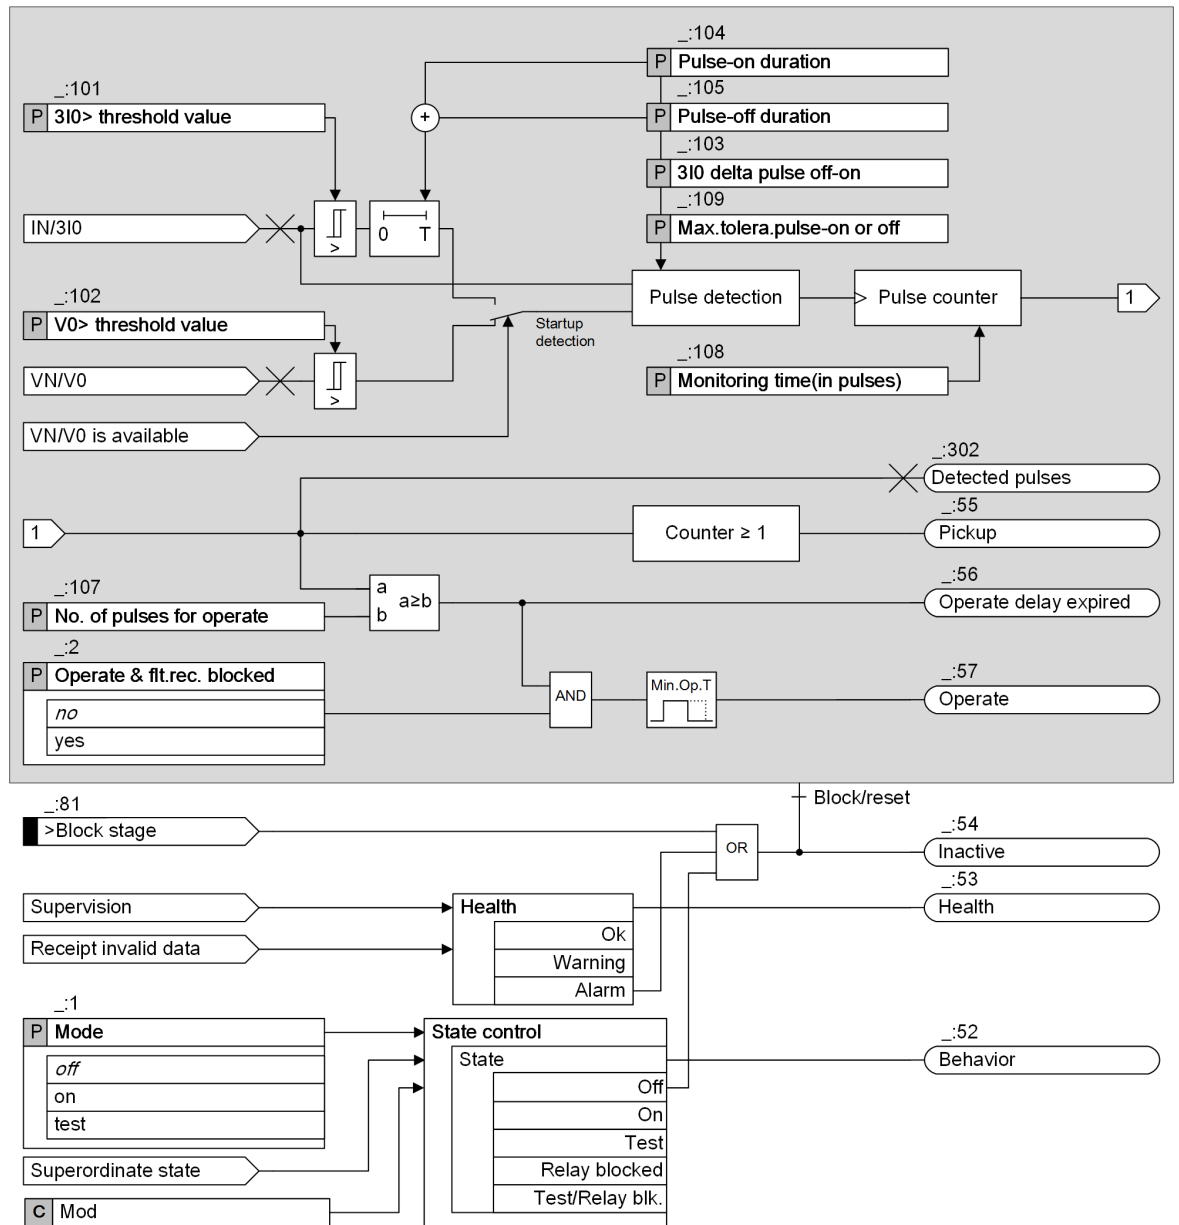 _:104
P Pulse-on duration
_:101
_:105
P 3I0> threshold value
+
P Pulse-off duration
_:103
P 3I0 delta pulse off-on
_:109
IN/3I0
>
0 T
P Max.tolera.pulse-on or off
_:102
Pulse detection
Pulse counter
1
P V0> threshold value
Startup
detection
_:108
VN/V0
>
P Monitoring time(in pulses)
VN/V0 is available
_:302
Detected pulses
_:55
1
Counter ≥ 1
Pickup
_:107
_:56
a
b
a≥b
P No. of pulses for operate
Operate delay expired
_:2
P Operate & flt.rec. blocked
_:57
AND
Min.Op.T
Operate
no
yes
Block/reset
_:81
>Block stage
_:54
OR
Inactive
_:53
Supervision
Health
Health
Ok
Receipt invalid data
Warning
Alarm
_:1
P Mode
State control
_:52
off
State
Behavior
on
Off
test
On
Test
Superordinate state
Relay blocked
Test/Relay blk.
C Mod